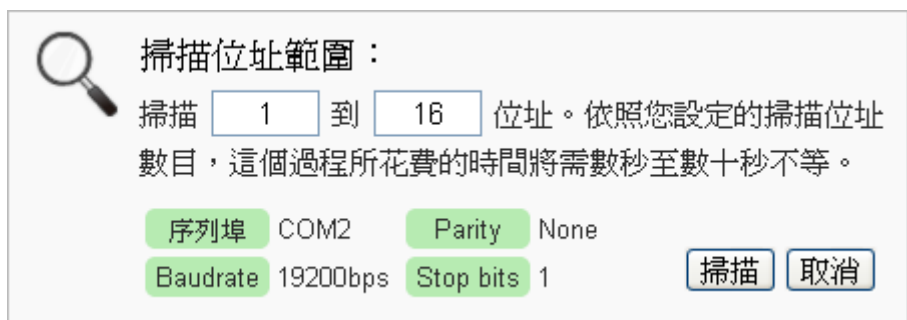 掃描位址範圍：
掃描 1 到 16 位址。依照您設定的掃描位址
數目，這個過程所花費的時間將需數秒至數十秒不等。
序列埠 COM2 Parity None
Baudrate 19200bps Stop bits 1
掃描 取消